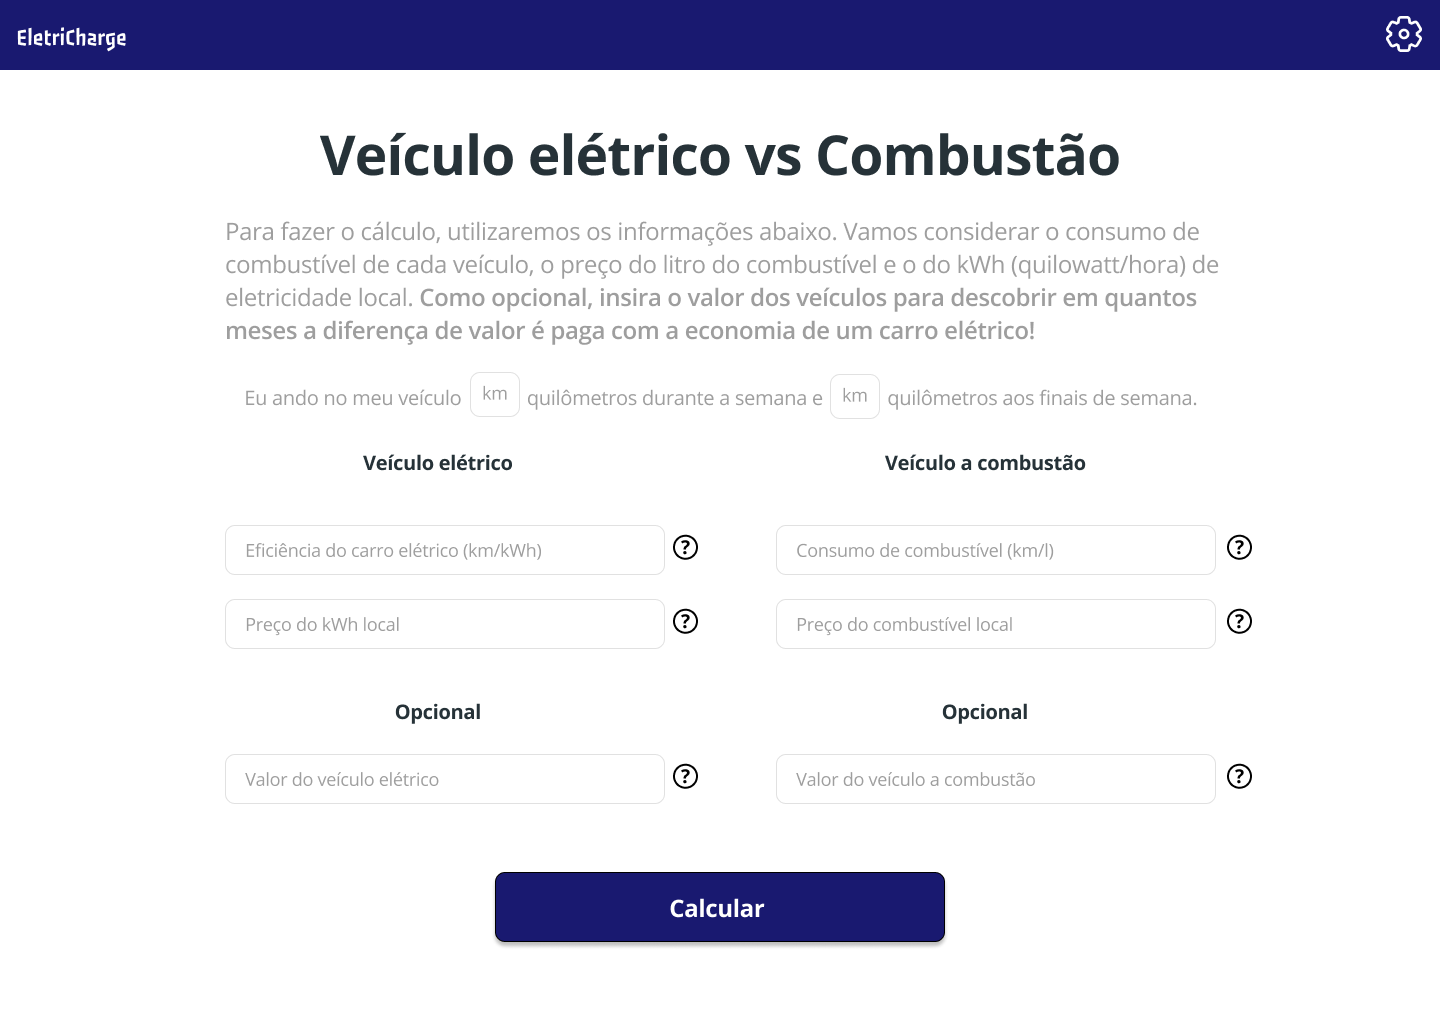 EletriCharge
Veículo elétrico vs Combustão
Para fazer o cálculo, utilizaremos os informações abaixo. Vamos considerar o consumo de
combustível de cada veículo, o preço do litro do combustível e o do kWh (quilowatt/hora) de
eletricidade local. Como opcional, insira o valor dos veículos para descobrir em quantos
meses a diferença de valor é paga com a economia de um carro elétrico!
Eu ando no meu veículo km quilômetros durante a semana e km quilômetros aos finais de semana.
Veículo elétrico
Veículo a combustão
Eficiência do carro elétrico (km/kWh) ?
Consumo de combustível (km/l) ?
Preço do kWh local ?
Preço do combustível local ?
Opcional
Opcional
Valor do veículo elétrico ?
Valor do veículo a combustão ?
Calcular